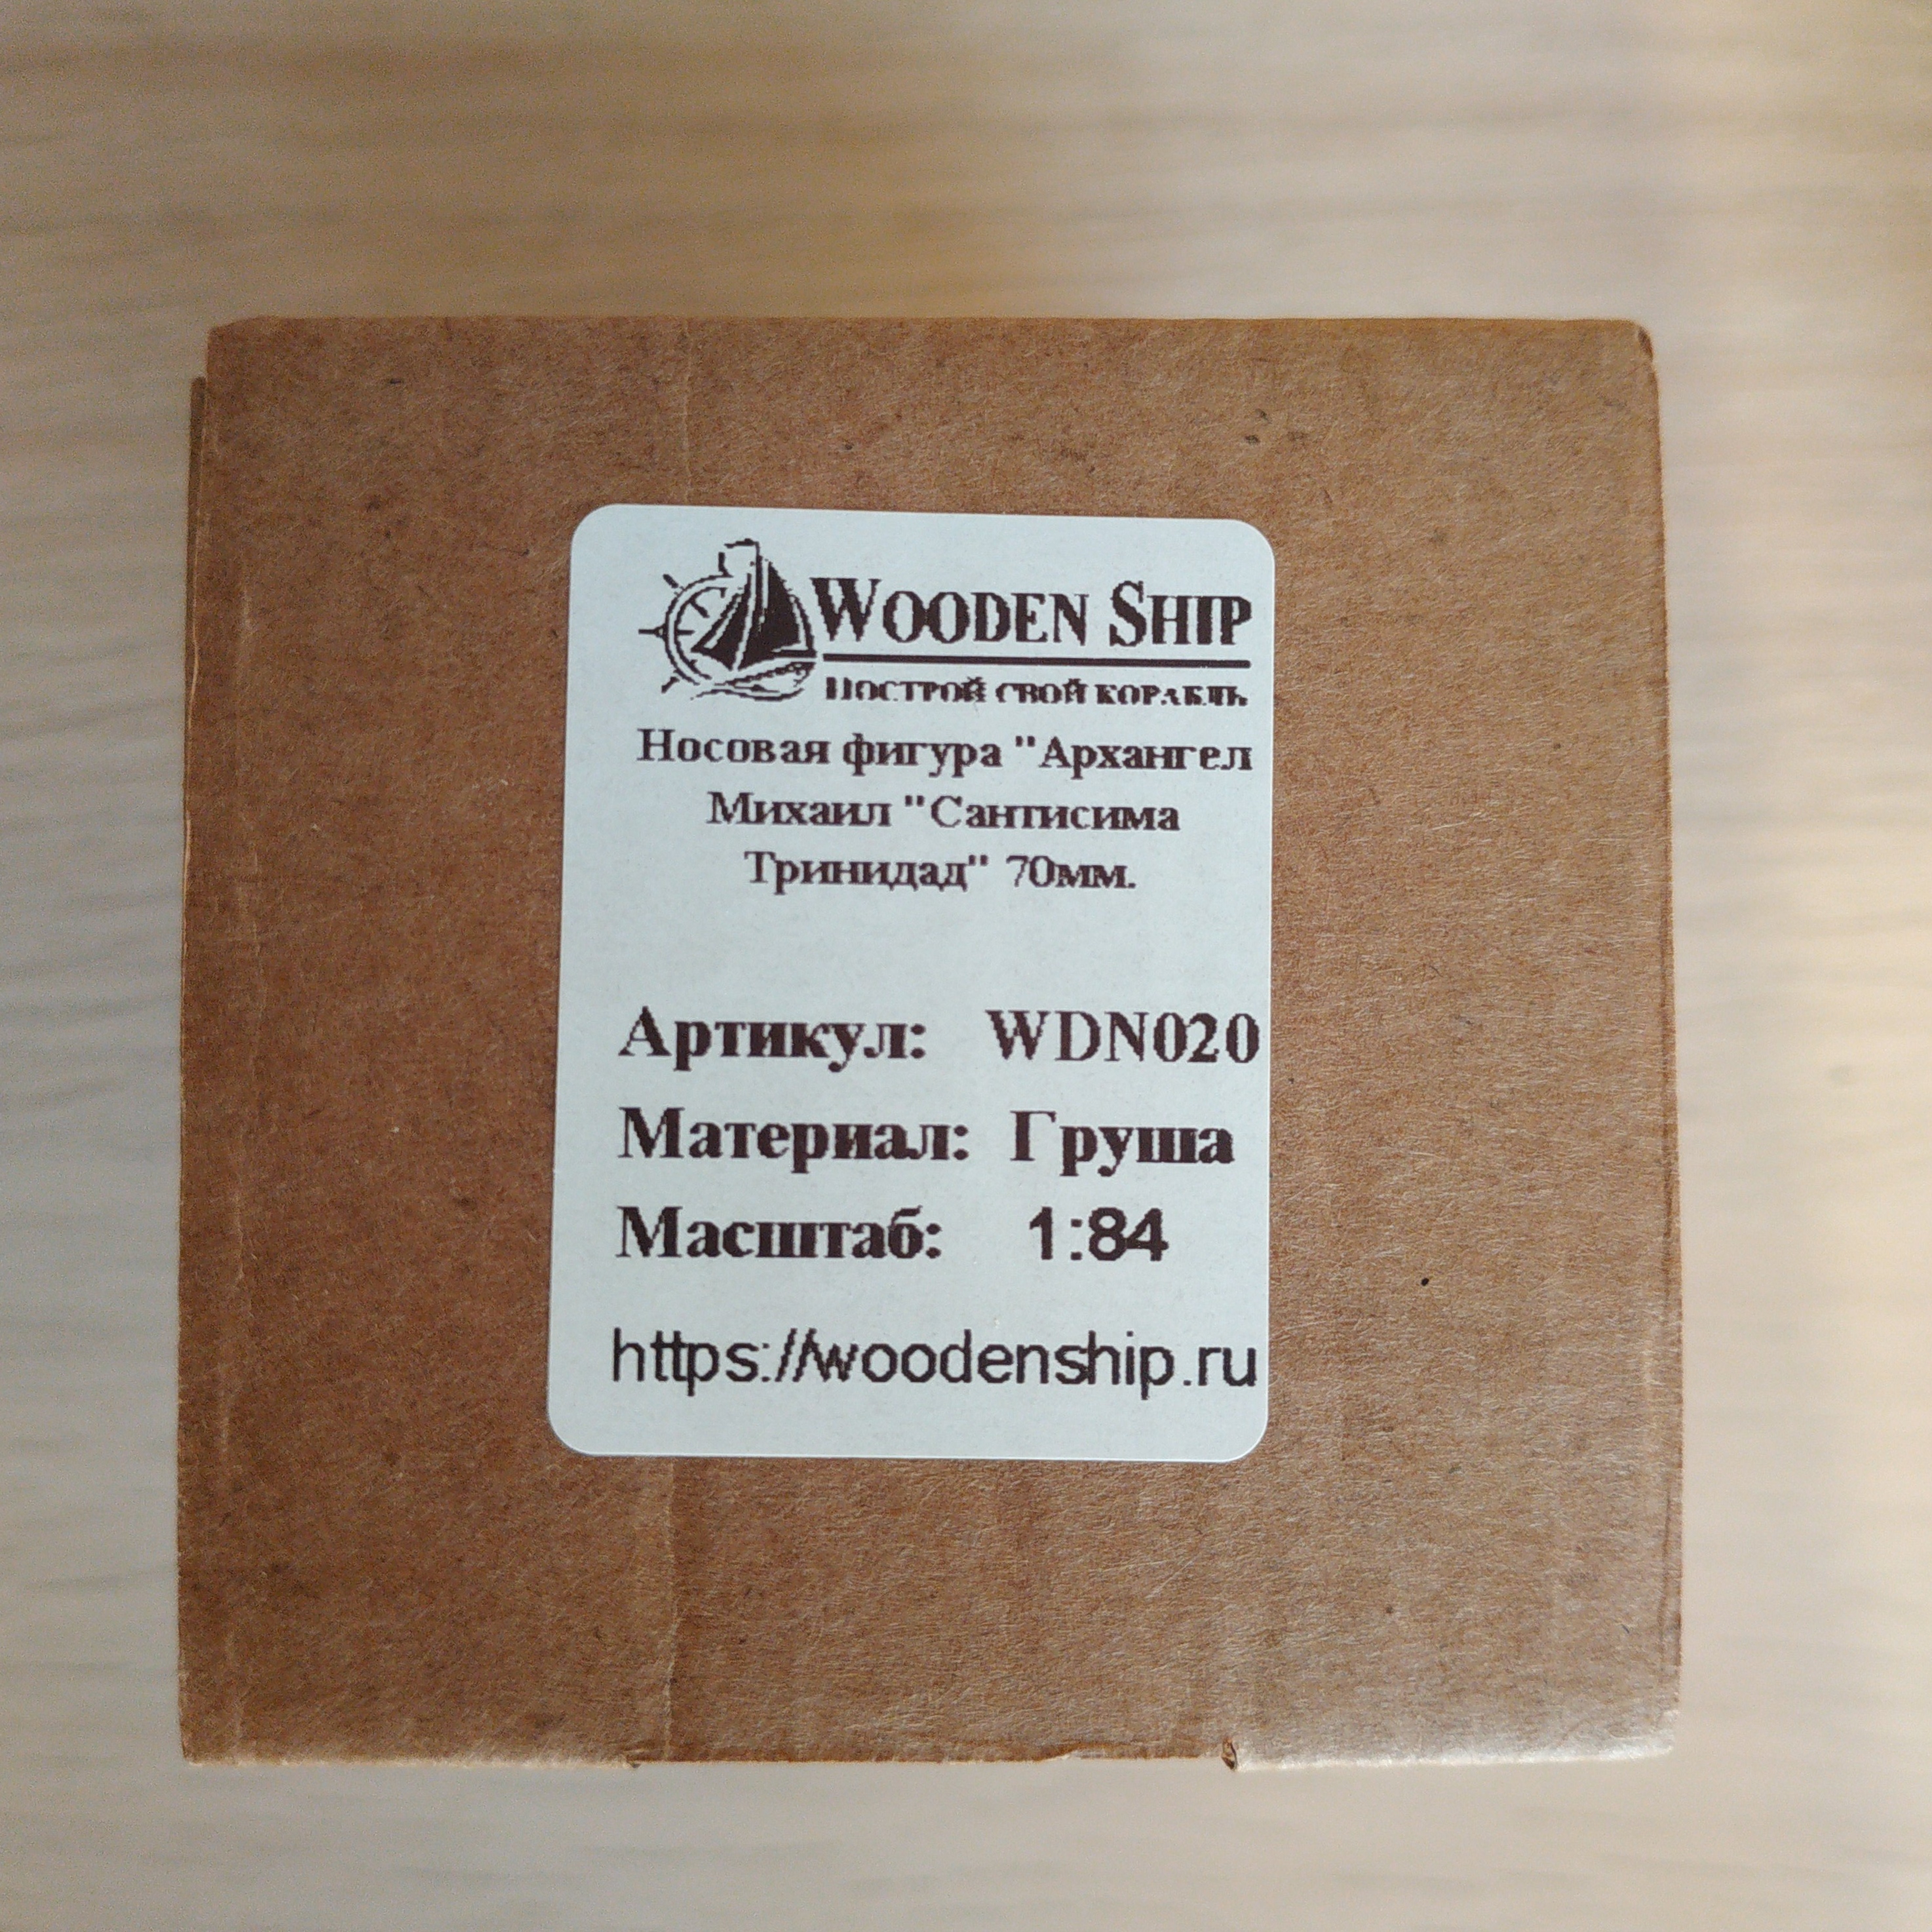 WOODEN SHIP
ПОСТРОЙ СВОЙ КОРАБЛЬ
Носовая фигура "Архангел
Михаил "Сантисима
Тринидад" 70мм.
Артикул: WDN020
Материал: Груша
Масштаб: 1:84
https://woodenship.ru